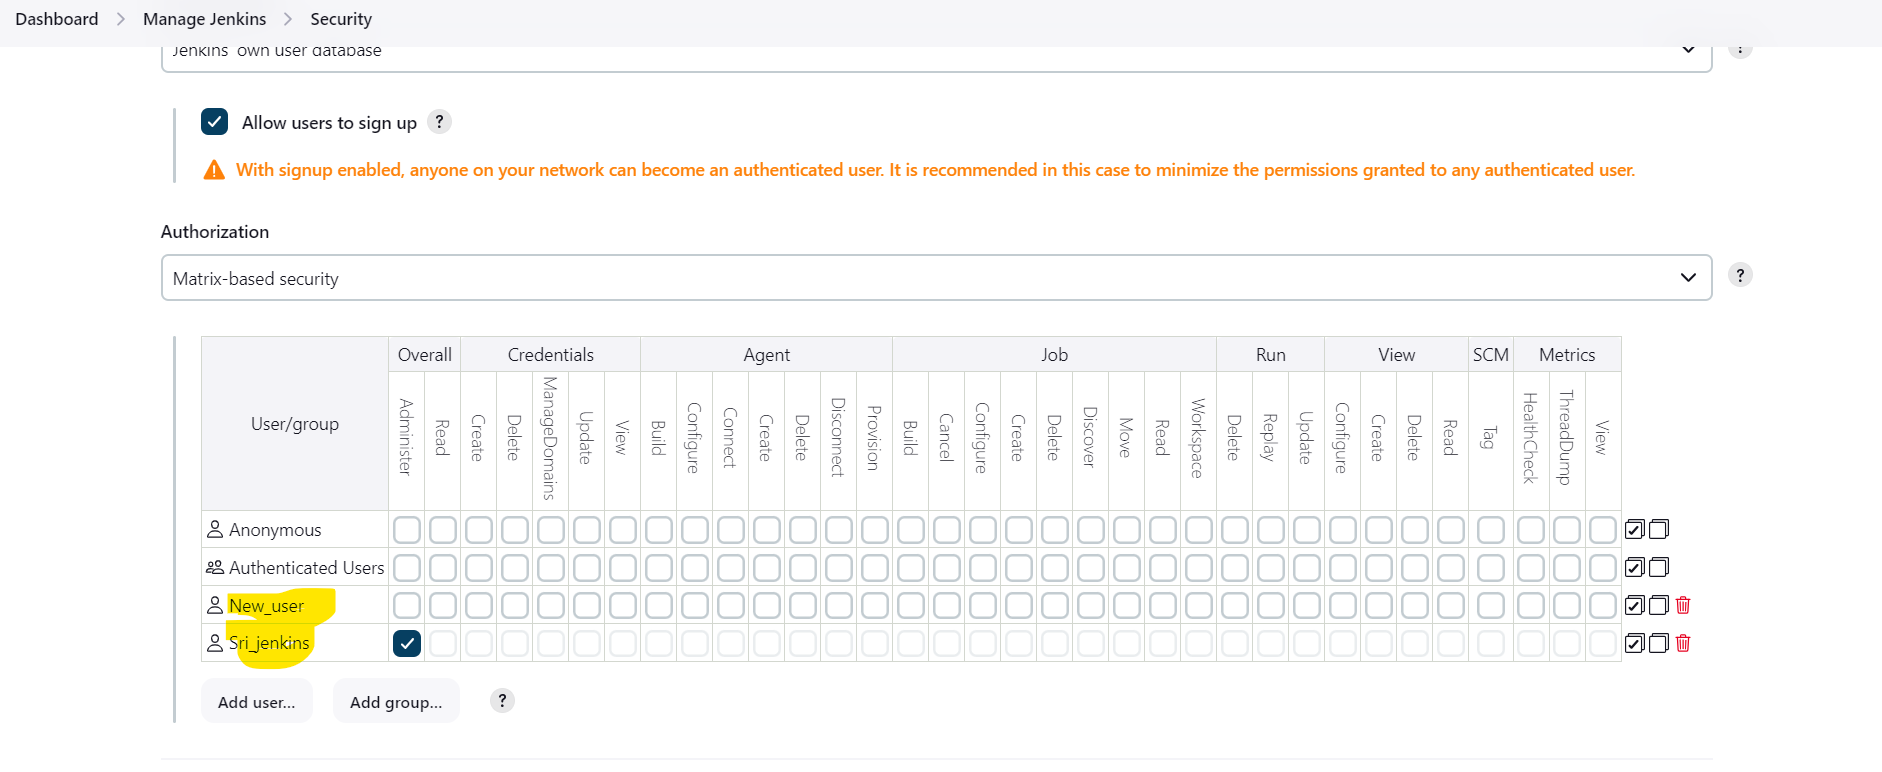 Dashboard > Manage Jenkins > Security
Jenkins' own user database
?
Allow users to sign up ?
With signup enabled, anyone on your network can become an authenticated user. It is recommended in this case to minimize the permissions granted to any authenticated user.
Authorization
Matrix-based security
?
User/group
Overall Credentials Agent Job Run View SCM Metrics
Administer Read Create Delete ManageDomains Update View Build Configure Connect Create Delete Disconnect Provision Build Cancel Configure Create Delete Discover Move Read Workspace Delete Replay Update Configure Create Delete Read Tag HealthCheck ThreadDump View
Anonymous
Authenticated Users
New_user
Sri_jenkins
Add user... Add group... ?